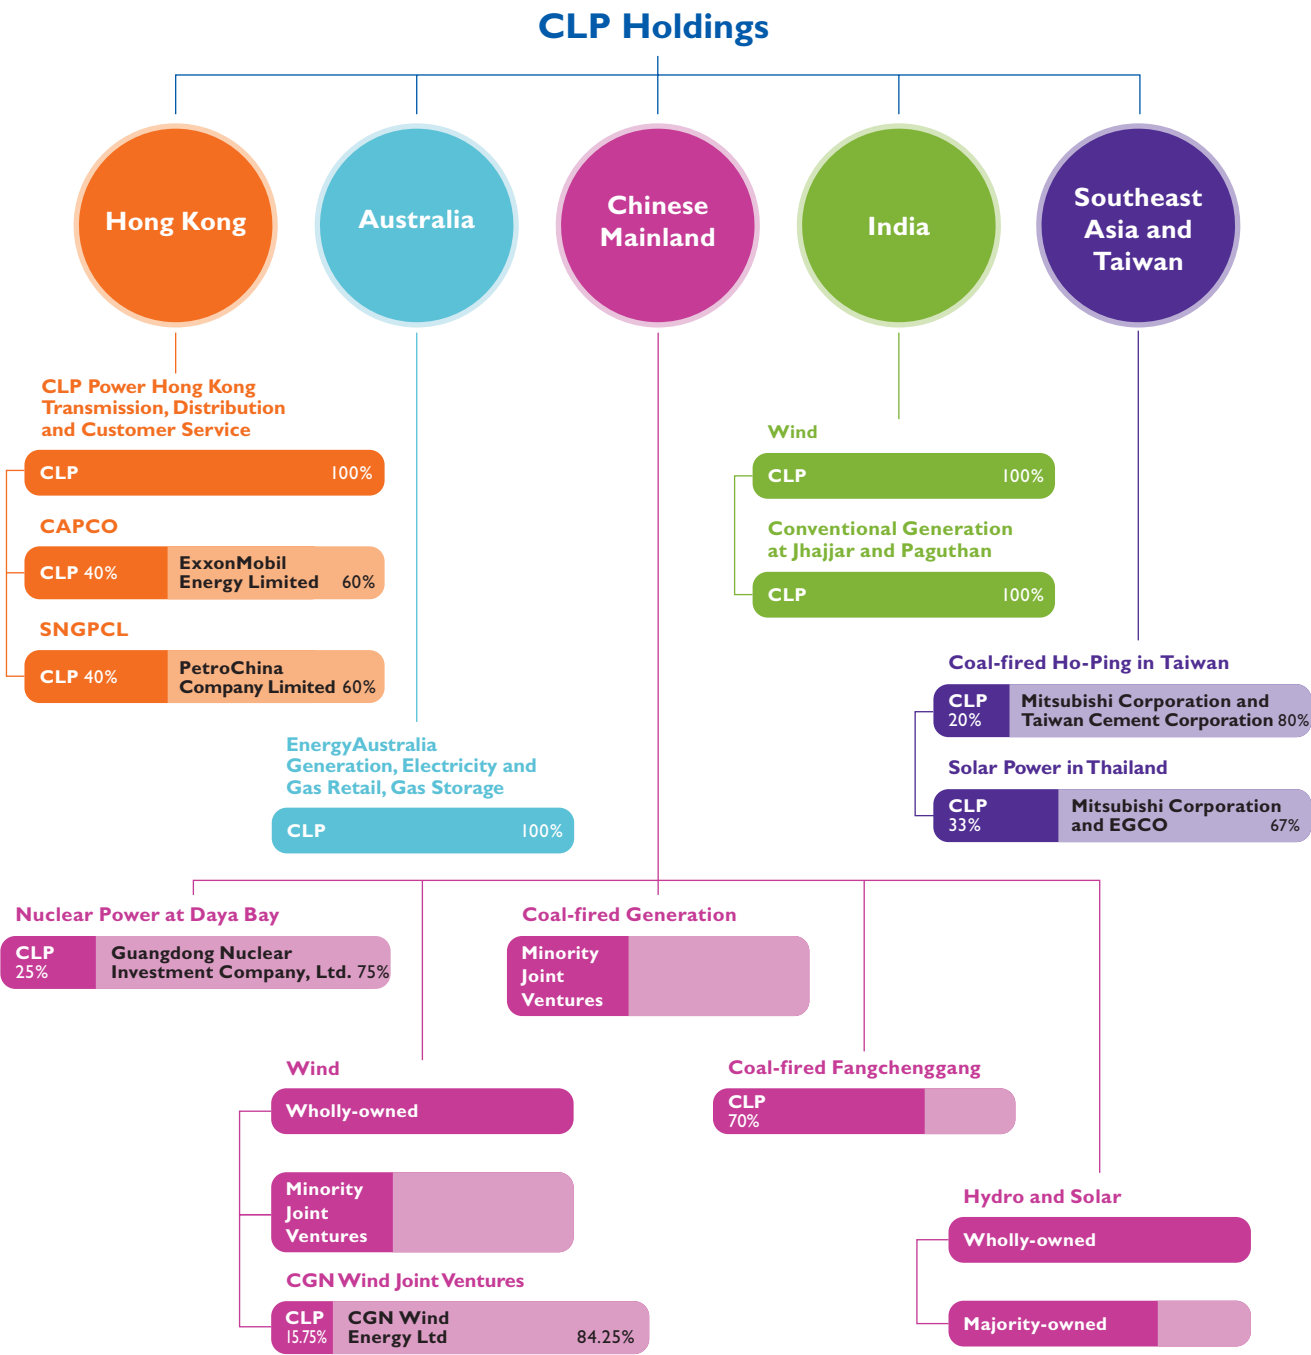 CLP Holdings
Hong Kong
Australia
Chinese
Mainland
India
Southeast
Asia and
Taiwan
CLP Power Hong Kong
Transmission, Distribution
and Customer Service
CLP 100%
CAPCO
CLP 40% ExxonMobil
Energy Limited 60%
SNGPCL
CLP 40% PetroChina
Company Limited 60%
EnergyAustralia
Generation, Electricity and
Gas Retail, Gas Storage
CLP 100%
Wind
CLP 100%
Conventional Generation
at Jhajjar and Paguthan
CLP 100%
Coal-fired Ho-Ping in Taiwan
CLP
20%
Mitsubishi Corporation and
Taiwan Cement Corporation 80%
Solar Power in Thailand
CLP
33%
Mitsubishi Corporation
and EGCO 67%
Nuclear Power at Daya Bay
CLP
25%
Guangdong Nuclear
Investment Company, Ltd. 75%
Wind
Wholly-owned
Minority
Joint
Ventures
CGN Wind Joint Ventures
CLP
15.75%
CGN Wind
Energy Ltd 84.25%
Coal-fired Generation
Minority
Joint
Ventures
Coal-fired Fangchenggang
CLP
70%
Hydro and Solar
Wholly-owned
Majority-owned